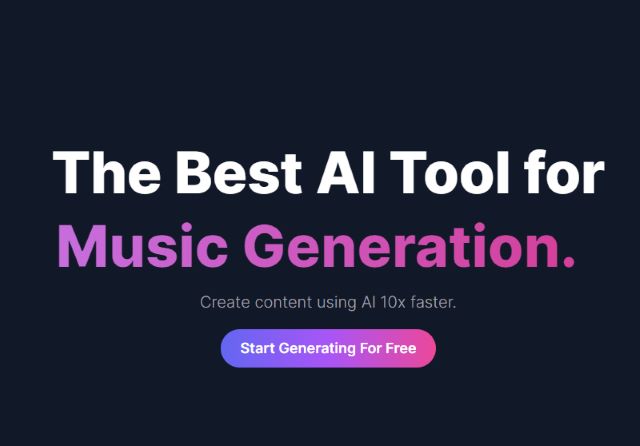 The Best AI Tool for
Music Generation.
Create content using AI 10x faster.
Start Generating For Free